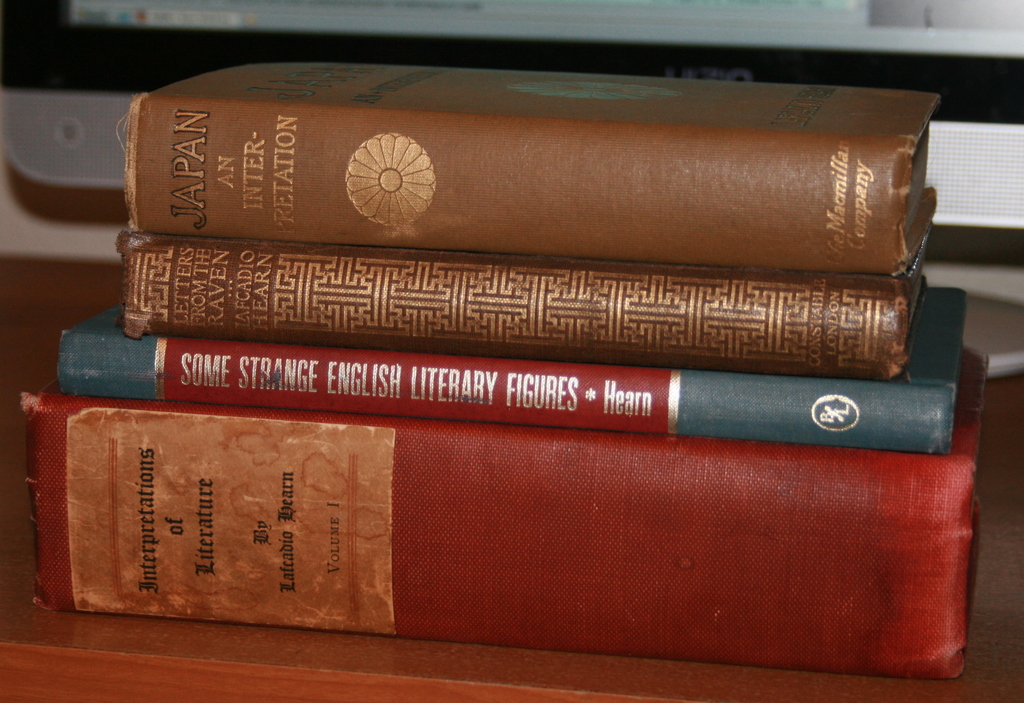 JAPAN
AN
INTER-
RETATION
The Macmillan
Company
LETTERS
FROM THE
RAVEN
LAFCADIO
HEARN
CONSTABLE
LONDON
SOME STRANGE ENGLISH LITERARY FIGURES * Hearn
Interpretations
of
Literature
By
Lafcadio Hearn
VOLUME I